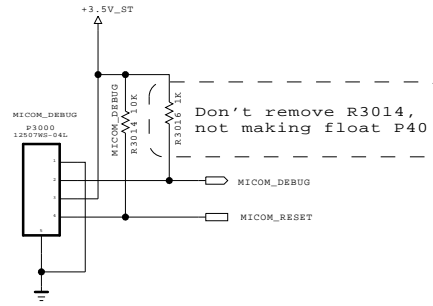 +3.5V_ST
MICOM_DEBUG
P3000
12507WS-04L
1
2
3
4
5
MICOM_DEBUG
R3014 10K
R3016 1K
Don't remove R3014,
not making float P40
MICOM_DEBUG
MICOM_RESET